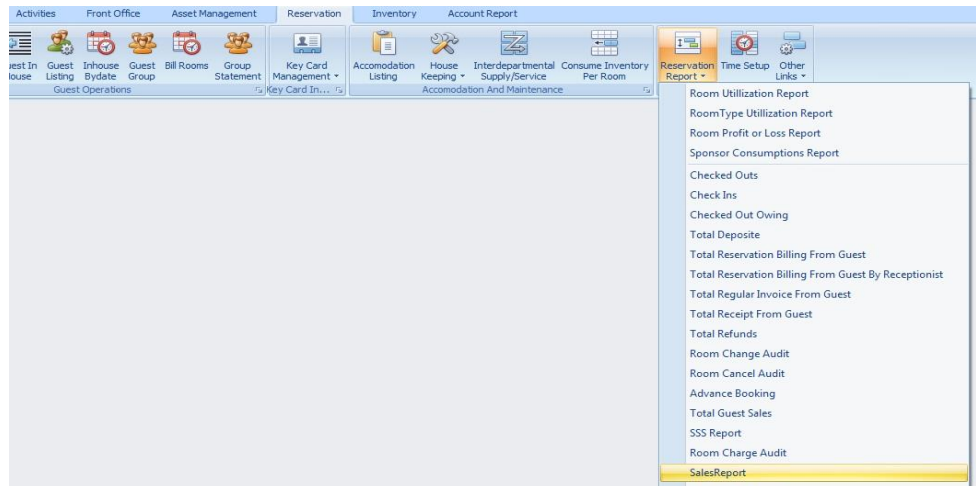 Activities Front Office Asset Management Reservation Inventory Account Report
Guest Inhouse Guest Bill Rooms Group Key Card Accomodation House Interdepartmental Consume Inventory Reservation Time Setup Other
Listing Bydate Group Statement Management Listing Keeping Supply/Service Per Room Report Links
Guest Operations Key Card In... Accomodation And Maintenance
Room Utillization Report
RoomType Utillization Report
Room Profit or Loss Report
Sponsor Consumptions Report
Checked Outs
Check Ins
Checked Out Owing
Total Deposite
Total Reservation Billing From Guest
Total Reservation Billing From Guest By Receptionist
Total Regular Invoice From Guest
Total Receipt From Guest
Total Refunds
Room Change Audit
Room Cancel Audit
Advance Booking
Total Guest Sales
SSS Report
Room Charge Audit
SalesReport